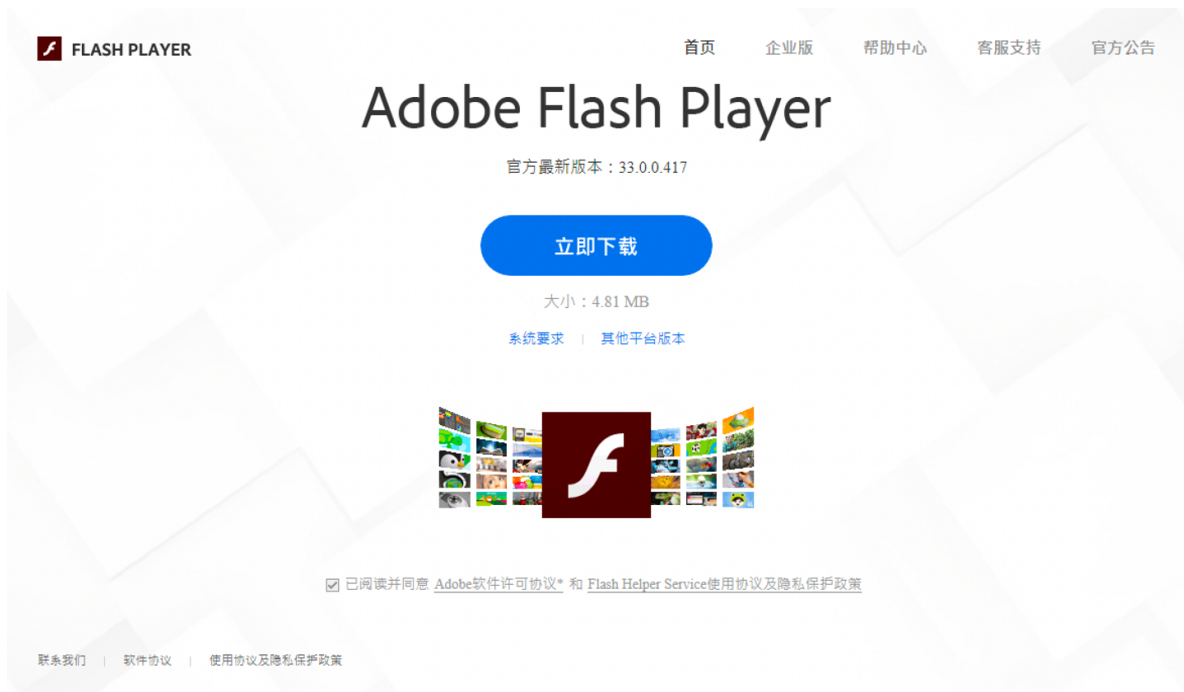 FLASH PLAYER 首页 企业版 帮助中心 客服支持 官方公告
Adobe Flash Player
官方最新版本：33.0.0.417
立即下载
大小：4.81 MB
系统要求 | 其他平台版本
已阅读并同意 Adobe软件许可协议* 和 Flash Helper Service使用协议及隐私保护政策
联系我们 | 软件协议 | 使用协议及隐私保护政策